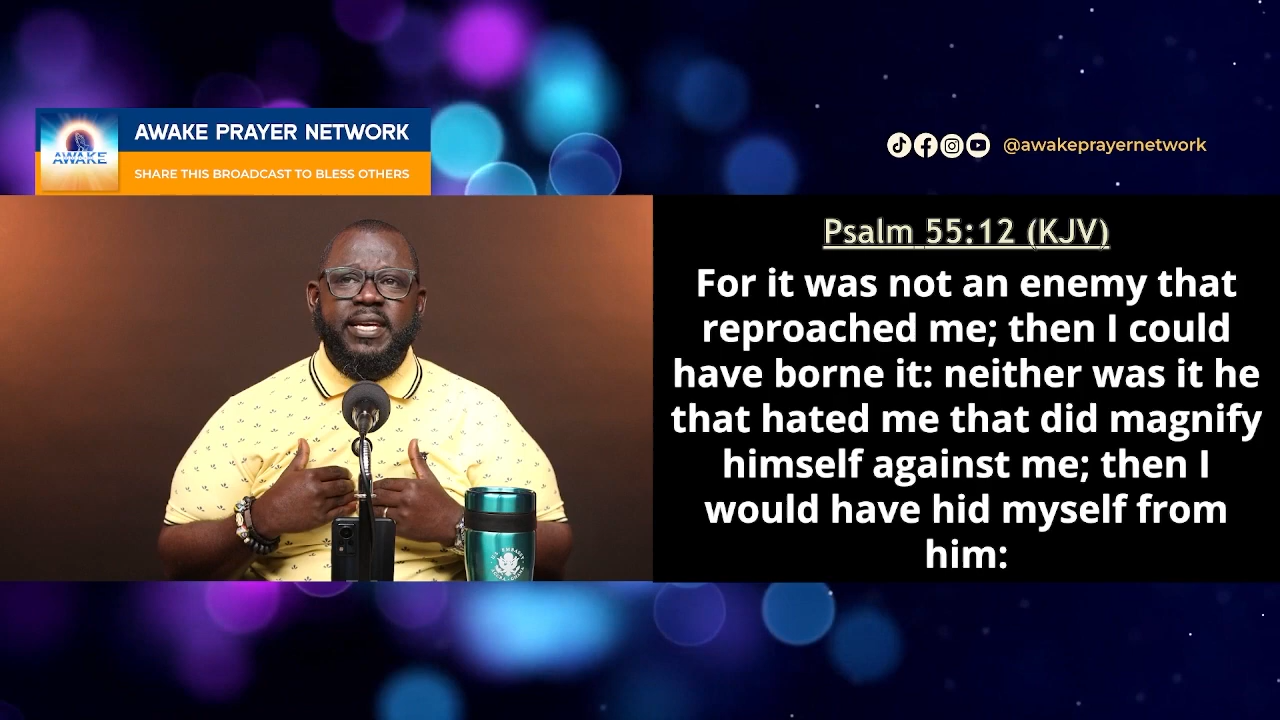 AWAKE PRAYER NETWORK
AWAKE
SHARE THIS BROADCAST TO BLESS OTHERS
@awakeprayernetwork
Psalm 55:12 (KJV)
For it was not an enemy that
reproached me; then I could
have borne it: neither was it he
that hated me that did magnify
himself against me; then I
would have hid myself from
him:
U.S. EMBASSY